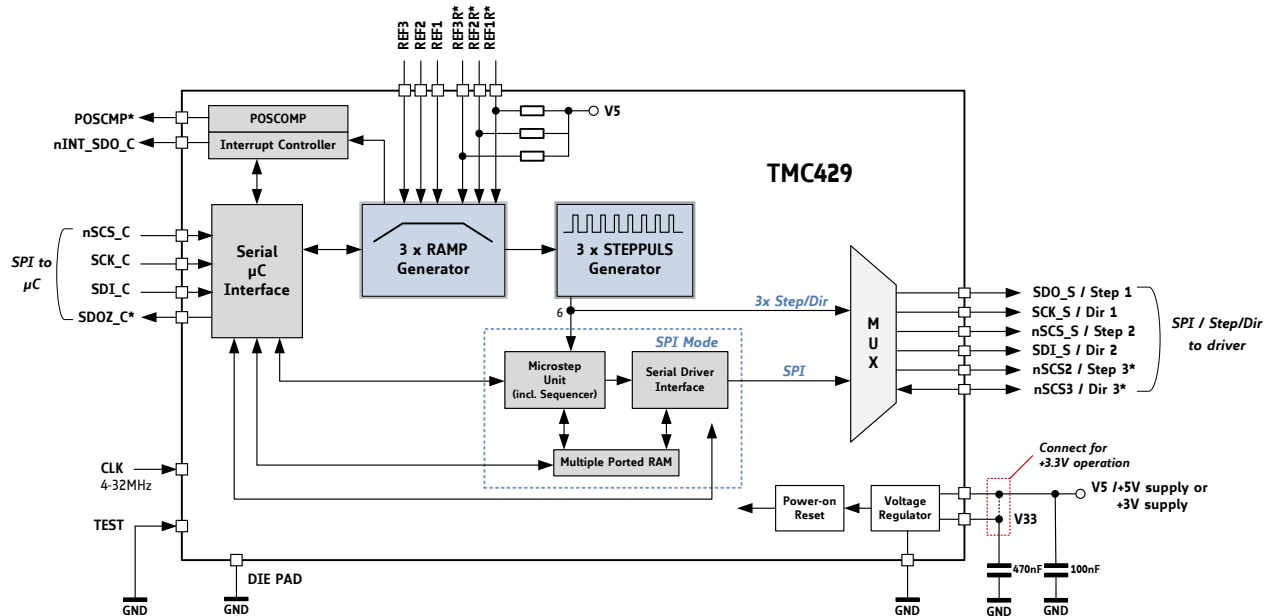 REF3
REF2
REF1
REF3R*
REF2R*
REF1R*
V5
POSCMP*
nINT_SDO_C
POSCOMP
Interrupt Controller
TMC429
SPI to
µC
nSCS_C
SCK_C
SDI_C
SDOZ_C*
Serial
µC
Interface
3 x RAMP
Generator
3 x STEPPULS
Generator
6
3x Step/Dir
SPI Mode
Microstep
Unit
(incl. Sequencer)
Serial Driver
Interface
SPI
Multiple Ported RAM
M
U
X
SDO_S / Step 1
SCK_S / Dir 1
nSCS_S / Step 2
SDI_S / Dir 2
nSCS2 / Step 3*
nSCS3 / Dir 3*
SPI / Step/Dir
to driver
CLK
4-32MHz
TEST
Connect for
+3.3V operation
Power-on
Reset
Voltage
Regulator
V5 /+5V supply or
+3V supply
V33
470nF
100nF
DIE PAD
GND
GND
GND
GND
GND